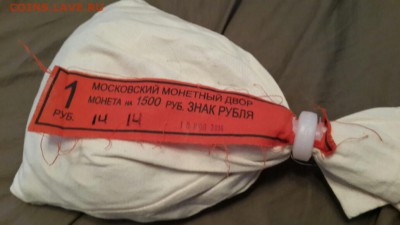 1
РУБ.
МОСКОВСКИЙ МОНЕТНЫЙ ДВОР
МОНЕТА на 1500 РУБ. ЗНАК РУБЛЯ
14 14